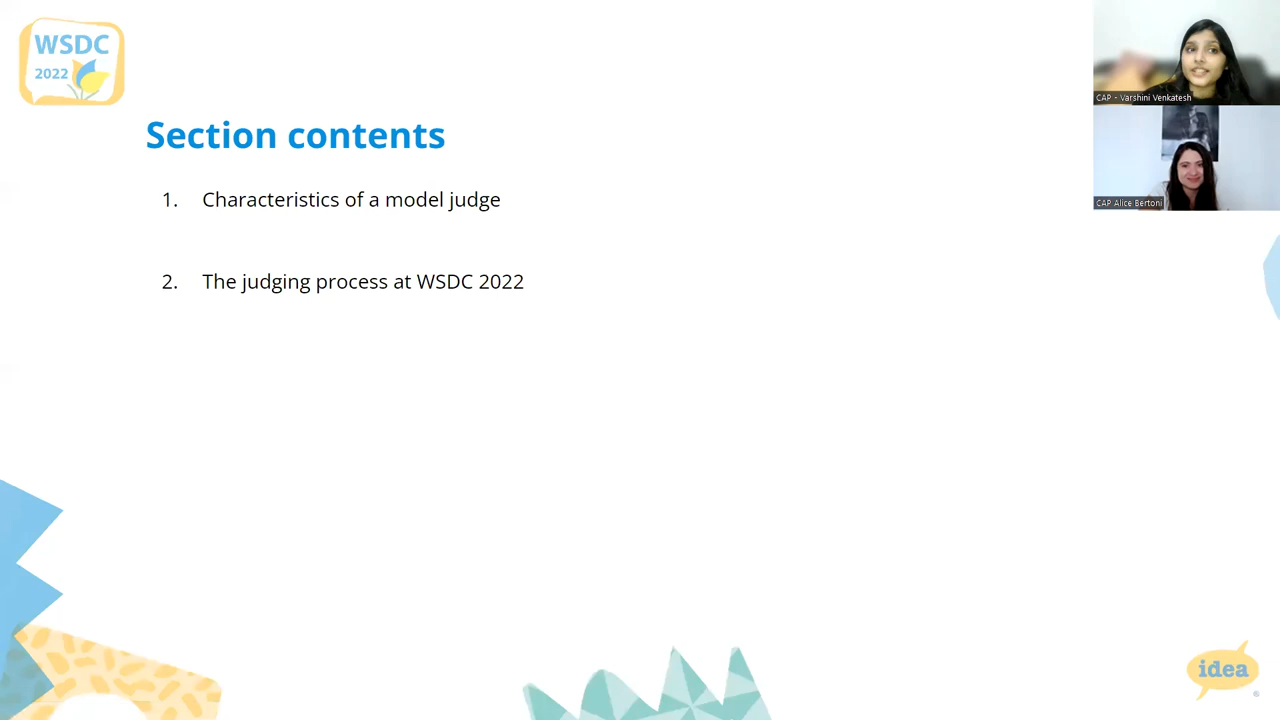 WSDC
2022
Section contents
1. Characteristics of a model judge
2. The judging process at WSDC 2022
CAP - Varshini Venkatesh
CAP Alice Bertoni
idea